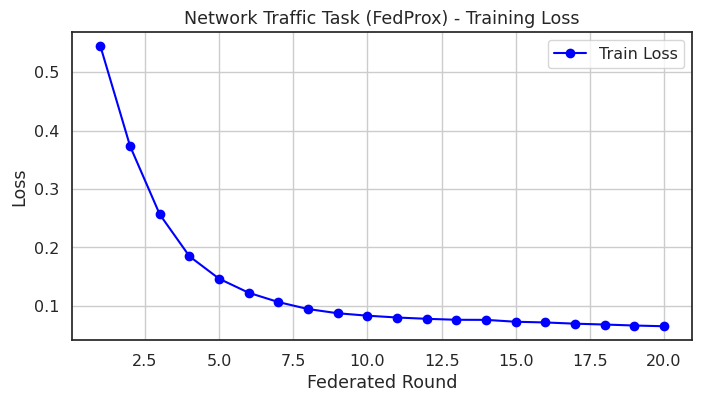 Network Traffic Task (FedProx) - Training Loss
Train Loss
Loss
0.5
0.4
0.3
0.2
0.1
2.5 5.0 7.5 10.0 12.5 15.0 17.5 20.0
Federated Round